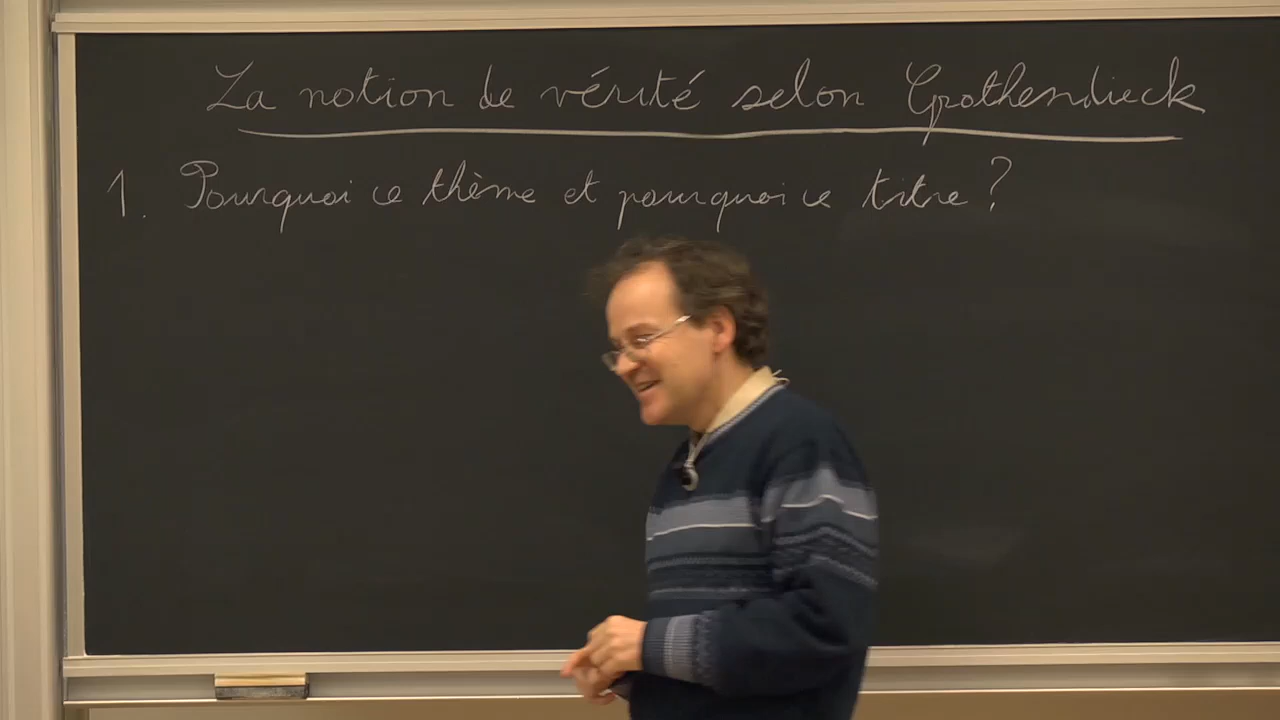 La notion de vérité selon Grothendieck
1. Pourquoi ce thème et pourquoi ce titre ?